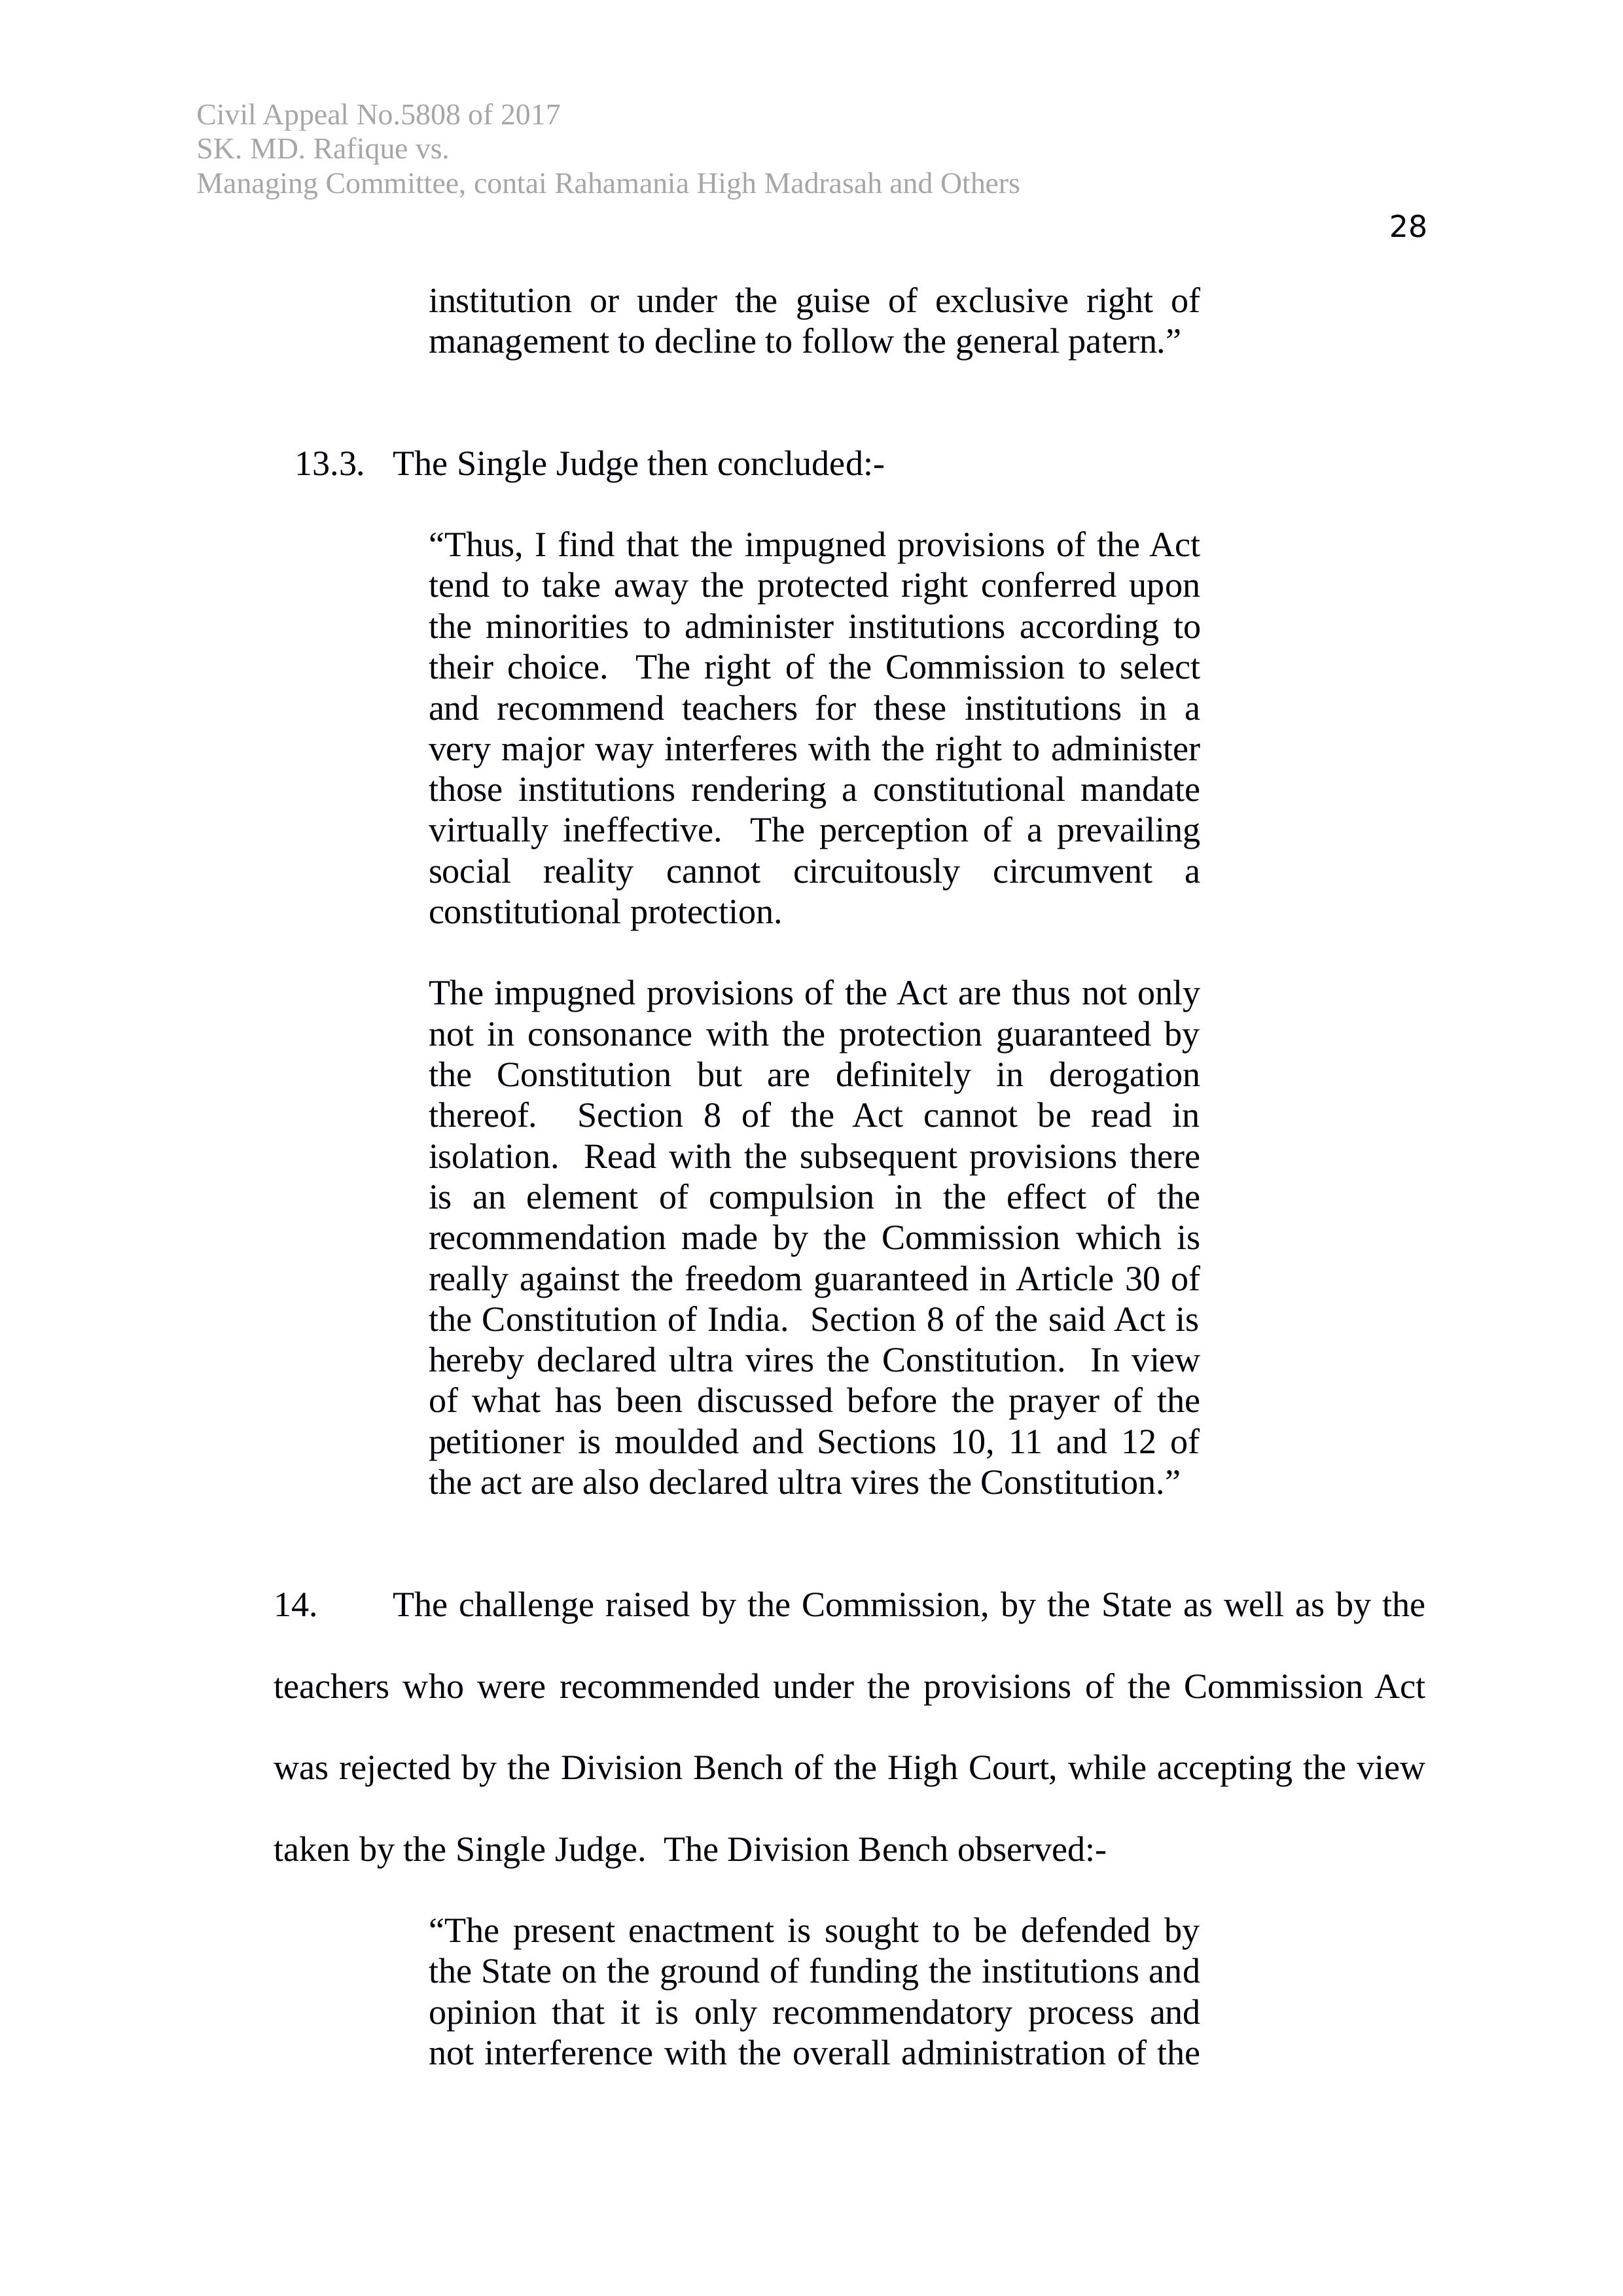 Civil Appeal No.5808 of 2017
SK. MD. Rafique vs.
Managing Committee, contai Rahamania High Madrasah and Others
28
institution or under the guise of exclusive right of
management to decline to follow the general patern.”
13.3. The Single Judge then concluded:-
“Thus, I find that the impugned provisions of the Act
tend to take away the protected right conferred upon
the minorities to administer institutions according to
their choice. The right of the Commission to select
and recommend teachers for these institutions in a
very major way interferes with the right to administer
those institutions rendering a constitutional mandate
virtually ineffective. The perception of a prevailing
social reality cannot circuitously circumvent a
constitutional protection.
The impugned provisions of the Act are thus not only
not in consonance with the protection guaranteed by
the Constitution but are definitely in derogation
thereof. Section 8 of the Act cannot be read in
isolation. Read with the subsequent provisions there
is an element of compulsion in the effect of the
recommendation made by the Commission which is
really against the freedom guaranteed in Article 30 of
the Constitution of India. Section 8 of the said Act is
hereby declared ultra vires the Constitution. In view
of what has been discussed before the prayer of the
petitioner is moulded and Sections 10, 11 and 12 of
the act are also declared ultra vires the Constitution.”
14. The challenge raised by the Commission, by the State as well as by the
teachers who were recommended under the provisions of the Commission Act
was rejected by the Division Bench of the High Court, while accepting the view
taken by the Single Judge. The Division Bench observed:-
“The present enactment is sought to be defended by
the State on the ground of funding the institutions and
opinion that it is only recommendatory process and
not interference with the overall administration of the